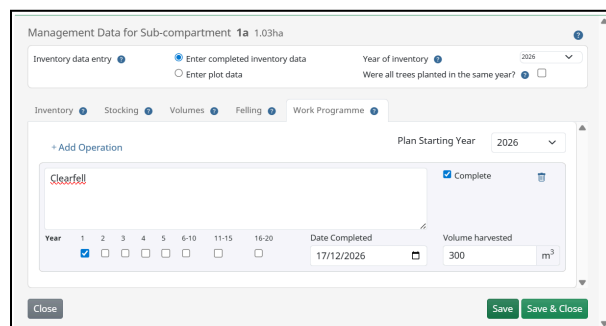 Management Data for Sub-compartment 1a 1.03ha ?
Inventory data entry ? Enter completed inventory data Year of inventory ? 2026
Enter plot data Were all trees planted in the same year? ?
Inventory ? Stocking ? Volumes ? Felling ? Work Programme ?
+ Add Operation Plan Starting Year 2026
Clearfell Complete
Year 1 2 3 4 5 6-10 11-15 16-20 Date Completed Volume harvested
17/12/2026 300 m³
Close Save Save & Close